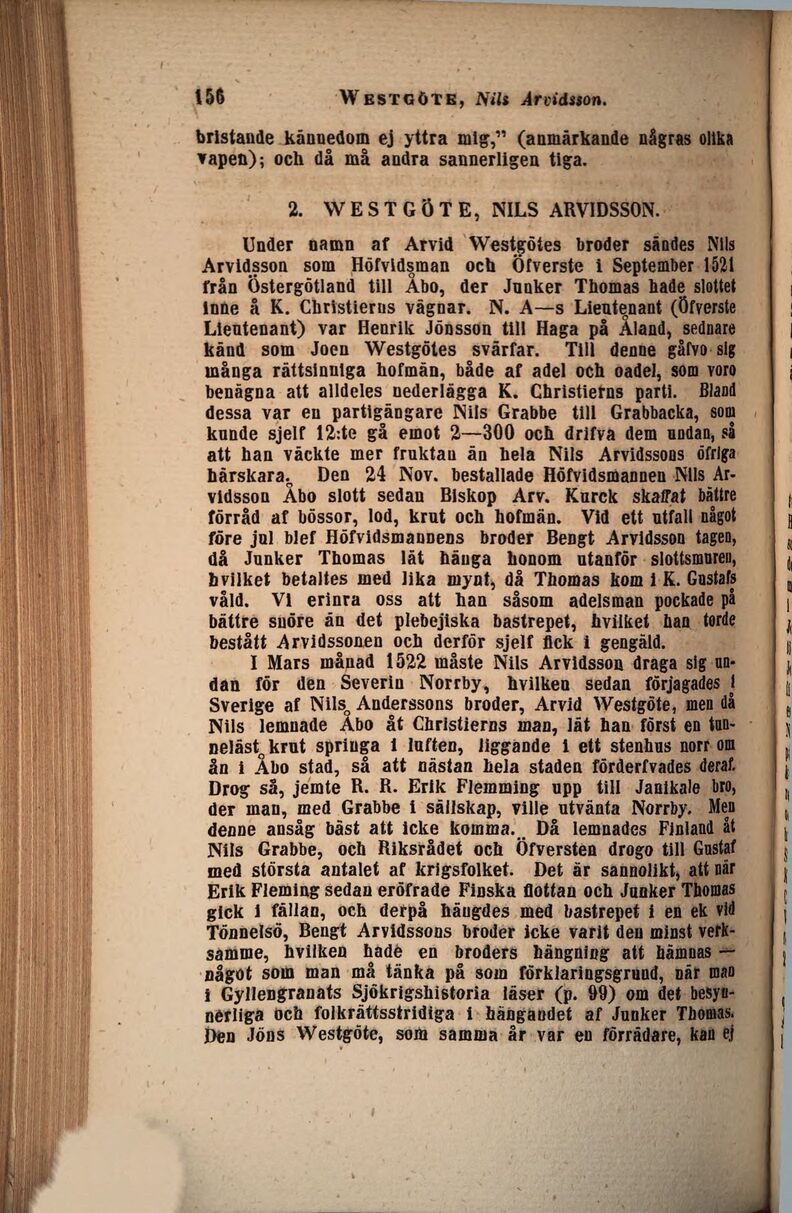 156 WESTGÖTE, Nils Arvidsson.
bristande kännedom ej yttra mig,” (anmärkande några s olika
vapen); och då må andra sannerligen tiga.
2. WESTGÖTE, NILS ARVIDSSON.
Under namn af Arvid Westgötes broder sändes Nils
Arvidsson som Höfvidsman och Öfverste i September 1521
från Östergötland till Åbo, der Junker Thomas hade slottet
inne å K. Christierns vägnar. N. A—s Lieutenant (Öfverste
Lieutenant) var Henrik Jönsson till Haga på Åland, sednare
känd som Joen Westgötes svärfar. Till denne gåfvo sig
många rättsinniga hofmän, både af adel och oadel, som voro
benägna att alldeles nederlägga K. Christierns parti. Bland
dessa var en partigängare Nils Grabbe till Grabbacka, som
kunde sjelf 12:te gå emot 2—300 och drifva dem undan, så
att han väckte mer fruktan än hela Nils Arvidssons öfriga
härskara. Den 24 Nov. bestallade Höfvidsmannen Nils Ar-
vidsson Åbo slott sedan Biskop Arv. Kurck skaffat bättre
förråd af bössor, lod, krut och hofmän. Vid ett utfall något
före jul blef Höfvidsmannens broder Bengt Arvidsson tagen,
då Junker Thomas lät hänga honom utanför slottsmuren,
hvilket betaltes med lika mynt, då Thomas kom i K. Gustafs
våld. Vi erinra oss att han såsom adelsman pockade på
bättre snöre än det plebejiska bastrepet, hvilket han torde
bestått Arvidssonen och derför sjelf fick i gengäld.
I Mars månad 1522 måste Nils Arvidsson draga sig un-
dan för den Severin Norrby, hvilken sedan förjagades i
Sverige af Nils Anderssons broder, Arvid Westgöte, men då
Nils lemnade Åbo åt Christierns man, lät han först en tun-
neläst krut springa i luften, liggande i ett stenhus norr om
ån i Åbo stad, så att nästan hela staden förderfvades deraf.
Drog så, jemte R. R. Erik Flemming upp till Janikale bro,
der man, med Grabbe i sällskap, ville utvänta Norrby. Men
denne ansåg bäst att icke komma. Då lemnades Finland åt
Nils Grabbe, och Riksrådet och Öfversten drogo till Gustaf
med största antalet af krigsfolket. Det är sannolikt, att när
Erik Fleming sedan eröfrade Finska flottan och Junker Thomas
gick i fällan, och derpå hängdes med bastrepet i en ek vid
Tönnelsö, Bengt Arvidssons broder icke varit den minst verk-
samme, hvilken hade en broders hängning att hämnas —
något som man må tänka på som förklaringsgrund, när man
i Gyllengranats Sjökrigshistoria läser (p. 99) om det besyn-
nerliga och folkrättsstridiga i hängandet af Junker Thomas.
Den Jöns Westgöte, som samma år var en förrädare, kan ej